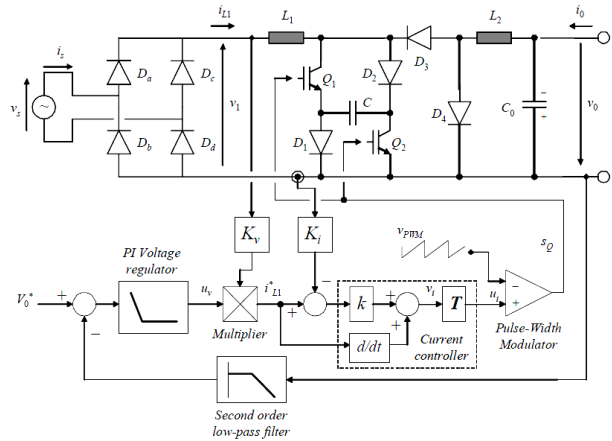 i_s
v_s
~
D_a
D_c
D_b
D_d
i_L1
v_1
L_1
Q_1
D_2
C
D_1
Q_2
D_3
D_4
L_2
i_0
C_0
−
+
v_0
K_v
K_i
v_PWM
s_Q
PI Voltage
regulator
V_0*
+
−
u_v
Multiplier
i*_L1
+
−
k
+
+
d/dt
v_i
T
u_i
Current
controller
−
+
Pulse-Width
Modulator
Second order
low-pass filter